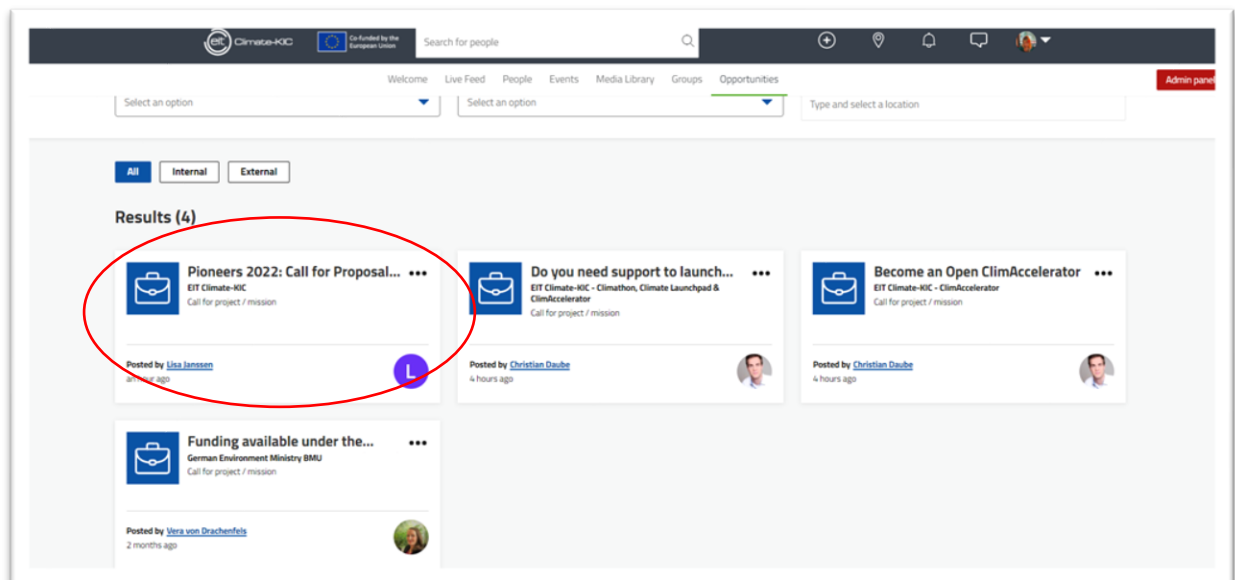 eit Climate-KIC
Co-funded by the
European Union
Search for people
Welcome Live Feed People Events Media Library Groups Opportunities
Admin panel
Select an option
Select an option
Type and select a location
All Internal External
Results (4)
Pioneers 2022: Call for Proposal...
EIT Climate-KIC
Call for project / mission
Posted by Lisa Janssen
an hour ago
L
Do you need support to launch...
EIT Climate-KIC - Climathon, Climate Launchpad &
ClimAccelerator
Call for project / mission
Posted by Christian Daube
4 hours ago
Become an Open ClimAccelerator
EIT Climate-KIC - ClimAccelerator
Call for project / mission
Posted by Christian Daube
4 hours ago
Funding available under the...
German Environment Ministry BMU
Call for project / mission
Posted by Vera von Drachenfels
2 months ago